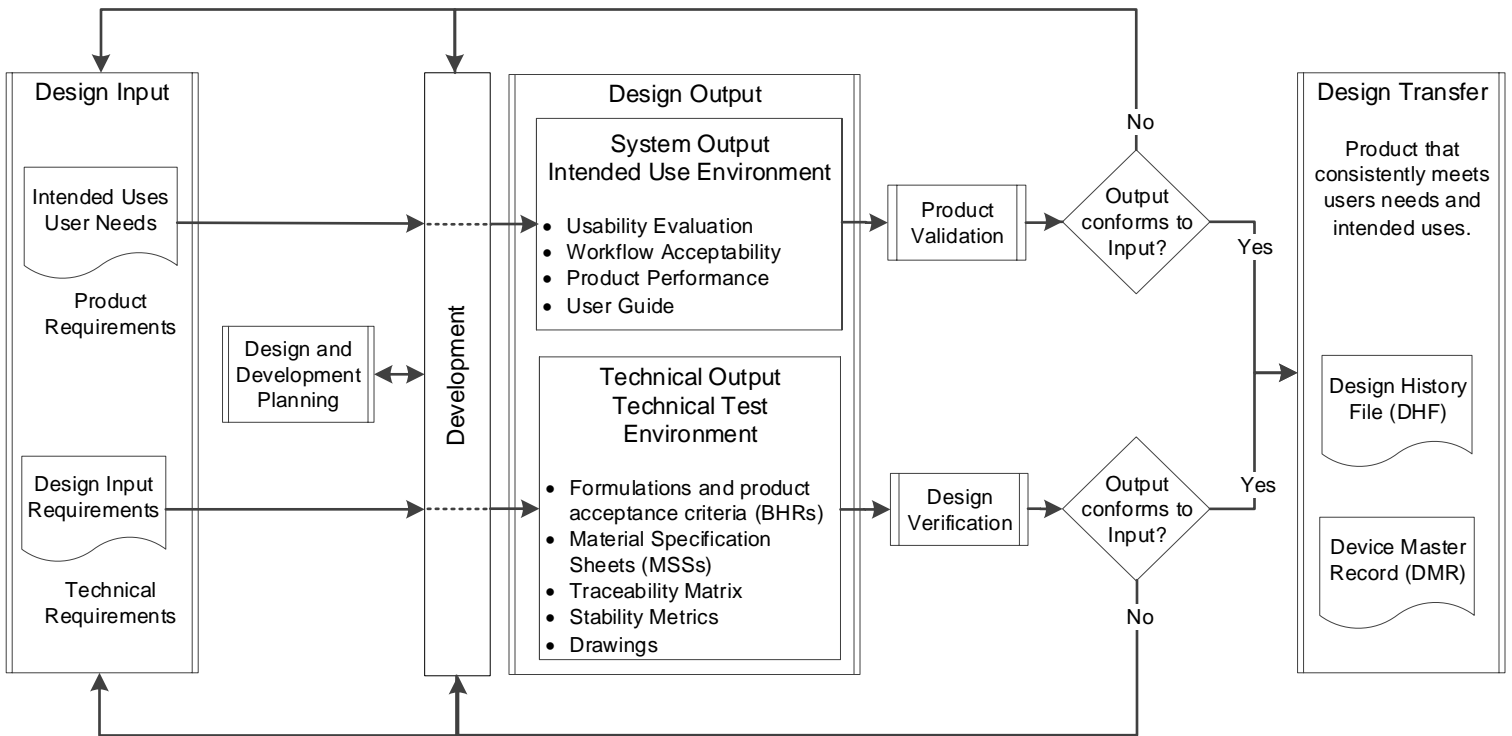 Design Input
Intended Uses
User Needs
Product
Requirements
Design Input
Requirements
Technical
Requirements
Design and
Development
Planning
Development
Design Output
System Output
Intended Use Environment
• Usability Evaluation
• Workflow Acceptability
• Product Performance
• User Guide
Technical Output
Technical Test
Environment
• Formulations and product
acceptance criteria (BHRs)
• Material Specification
Sheets (MSSs)
• Traceability Matrix
• Stability Metrics
• Drawings
Product
Validation
Design
Verification
No
Output
conforms to
Input?
Yes
Output
conforms to
Input?
Yes
No
Design Transfer
Product that
consistently meets
users needs and
intended uses.
Design History
File (DHF)
Device Master
Record (DMR)